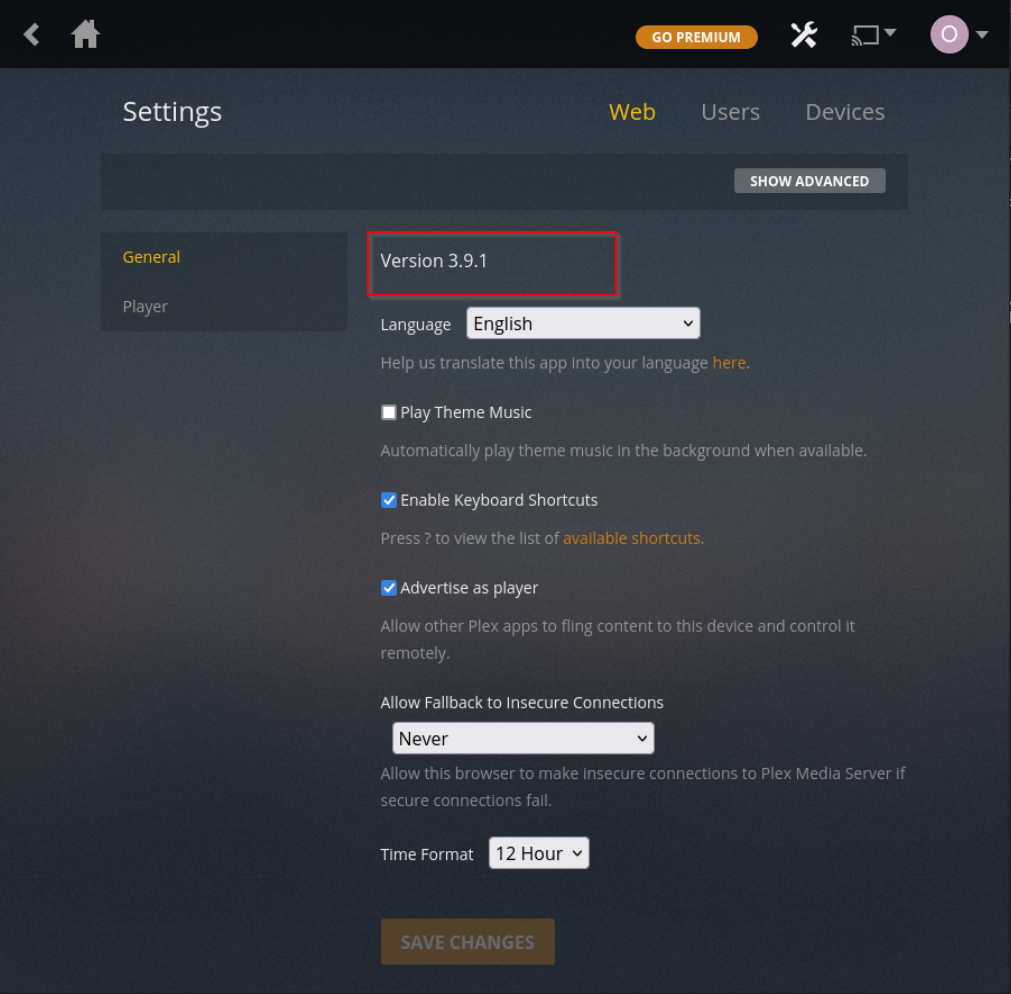 GO PREMIUM
O
Settings
Web Users Devices
SHOW ADVANCED
General
Player
Version 3.9.1
Language English
Help us translate this app into your language here.
Play Theme Music
Automatically play theme music in the background when available.
Enable Keyboard Shortcuts
Press ? to view the list of available shortcuts.
Advertise as player
Allow other Plex apps to fling content to this device and control it
remotely.
Allow Fallback to Insecure Connections
Never
Allow this browser to make insecure connections to Plex Media Server if
secure connections fail.
Time Format 12 Hour
SAVE CHANGES